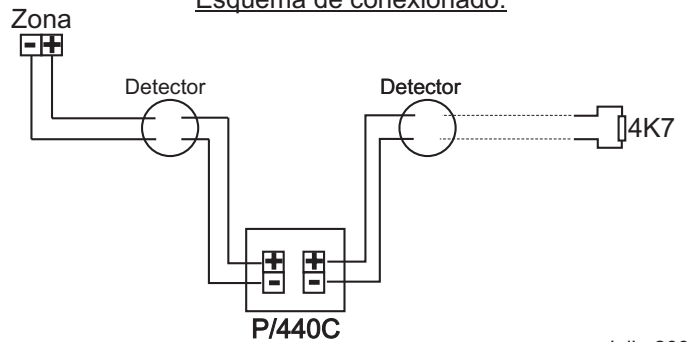 Esquema de conexionado:
Zona
- +
Detector
Detector
4K7
+ +
- -
P/440C